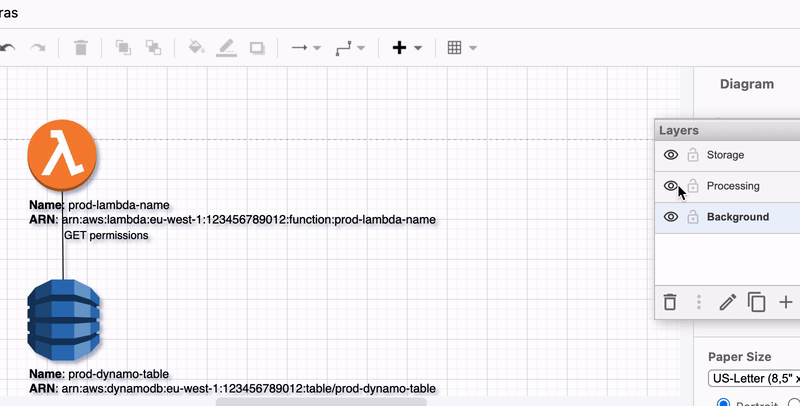 ras
Diagram
Layers
Storage
Processing
Background
Name: prod-lambda-name
ARN: arn:aws:lambda:eu-west-1:123456789012:function:prod-lambda-name
GET permissions
Name: prod-dynamo-table
ARN: arn:aws:dynamodb:eu-west-1:123456789012:table/prod-dynamo-table
Paper Size
US-Letter (8,5" x
Portrait